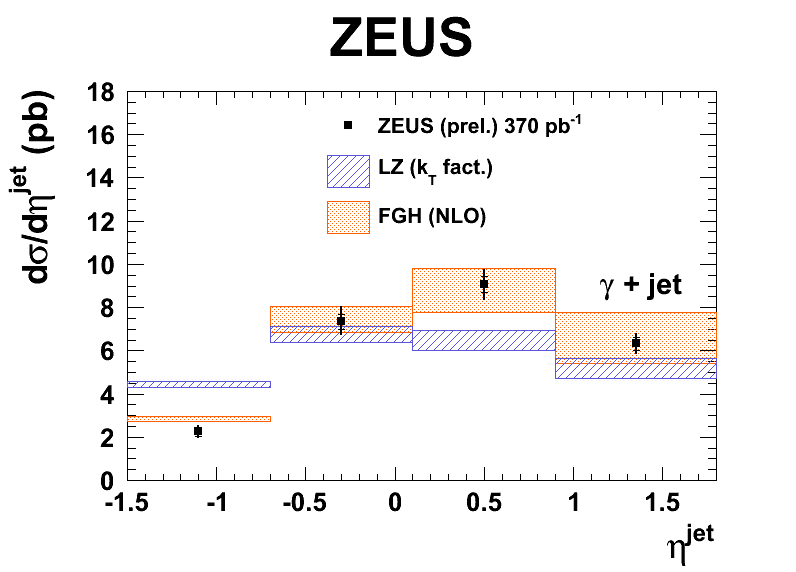 ZEUS
dσ/dη^jet (pb)
18
16
14
12
10
8
6
4
2
0
ZEUS (prel.) 370 pb⁻¹
LZ (k_T fact.)
FGH (NLO)
γ + jet
-1.5 -1 -0.5 0 0.5 1 1.5
η^jet